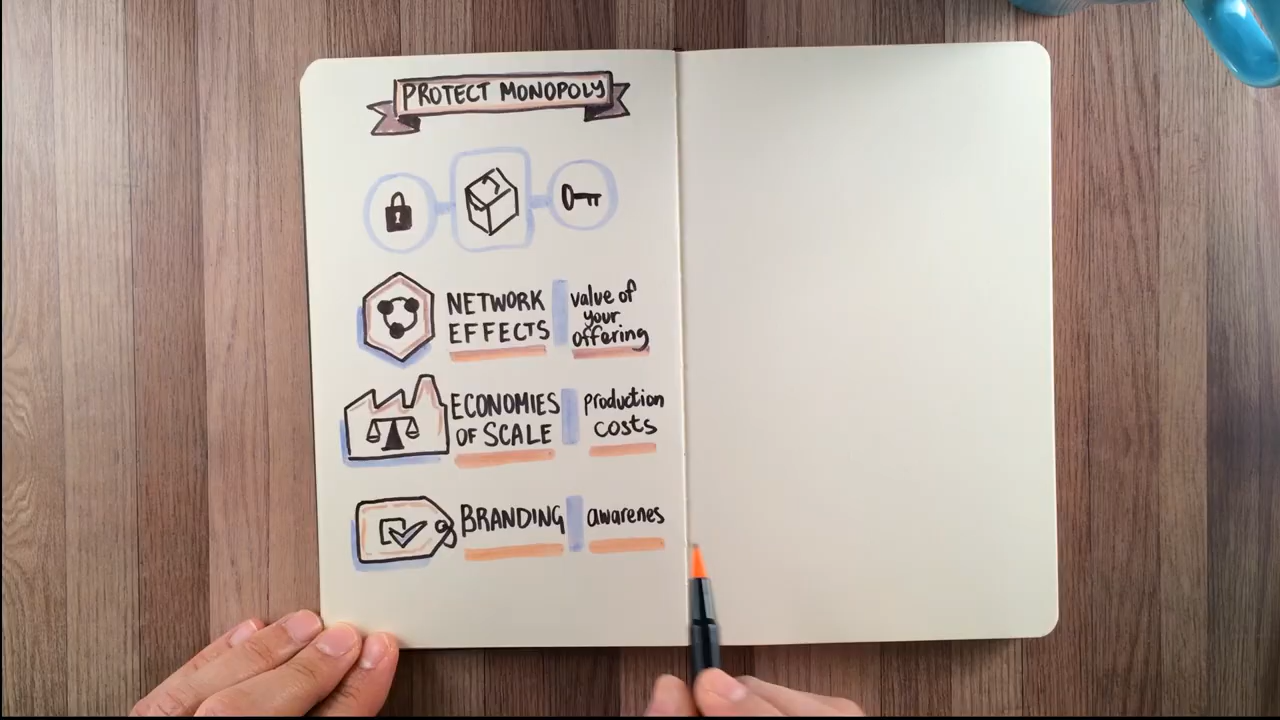 PROTECT MONOPOLY
NETWORK
EFFECTS
value of
your
offering
ECONOMIES
OF SCALE
production
costs
BRANDING
awarenes